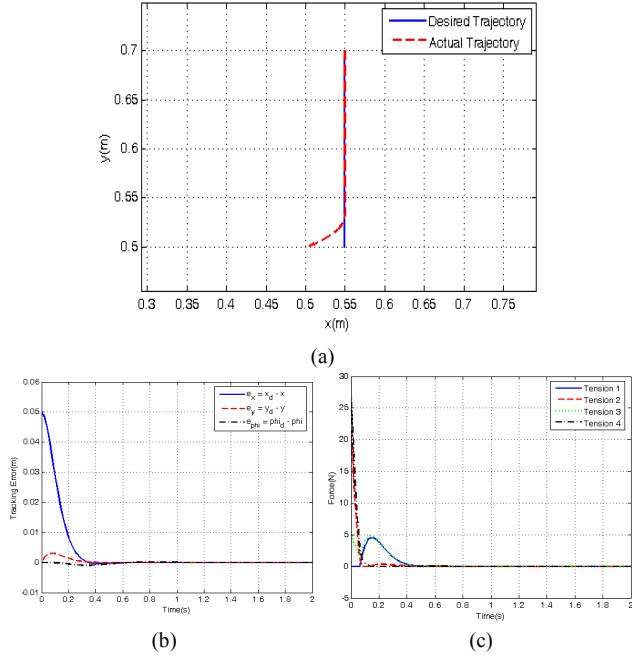 Desired Trajectory
Actual Trajectory
0.7
0.65
0.6
0.55
0.5
y(m)
0.3 0.35 0.4 0.45 0.5 0.55 0.6 0.65 0.7 0.75
x(m)
(a)
0.06
0.05
0.04
0.03
0.02
0.01
0
-0.01
Tracking Error(m)
e_x = x_d - x
e_y = y_d - y
e_phi = phi_d - phi
0 0.2 0.4 0.6 0.8 1 1.2 1.4 1.6 1.8 2
Time(s)
(b)
30
25
20
15
10
5
0
-5
Force(N)
Tension 1
Tension 2
Tension 3
Tension 4
0 0.2 0.4 0.6 0.8 1 1.2 1.4 1.6 1.8 2
Time(s)
(c)